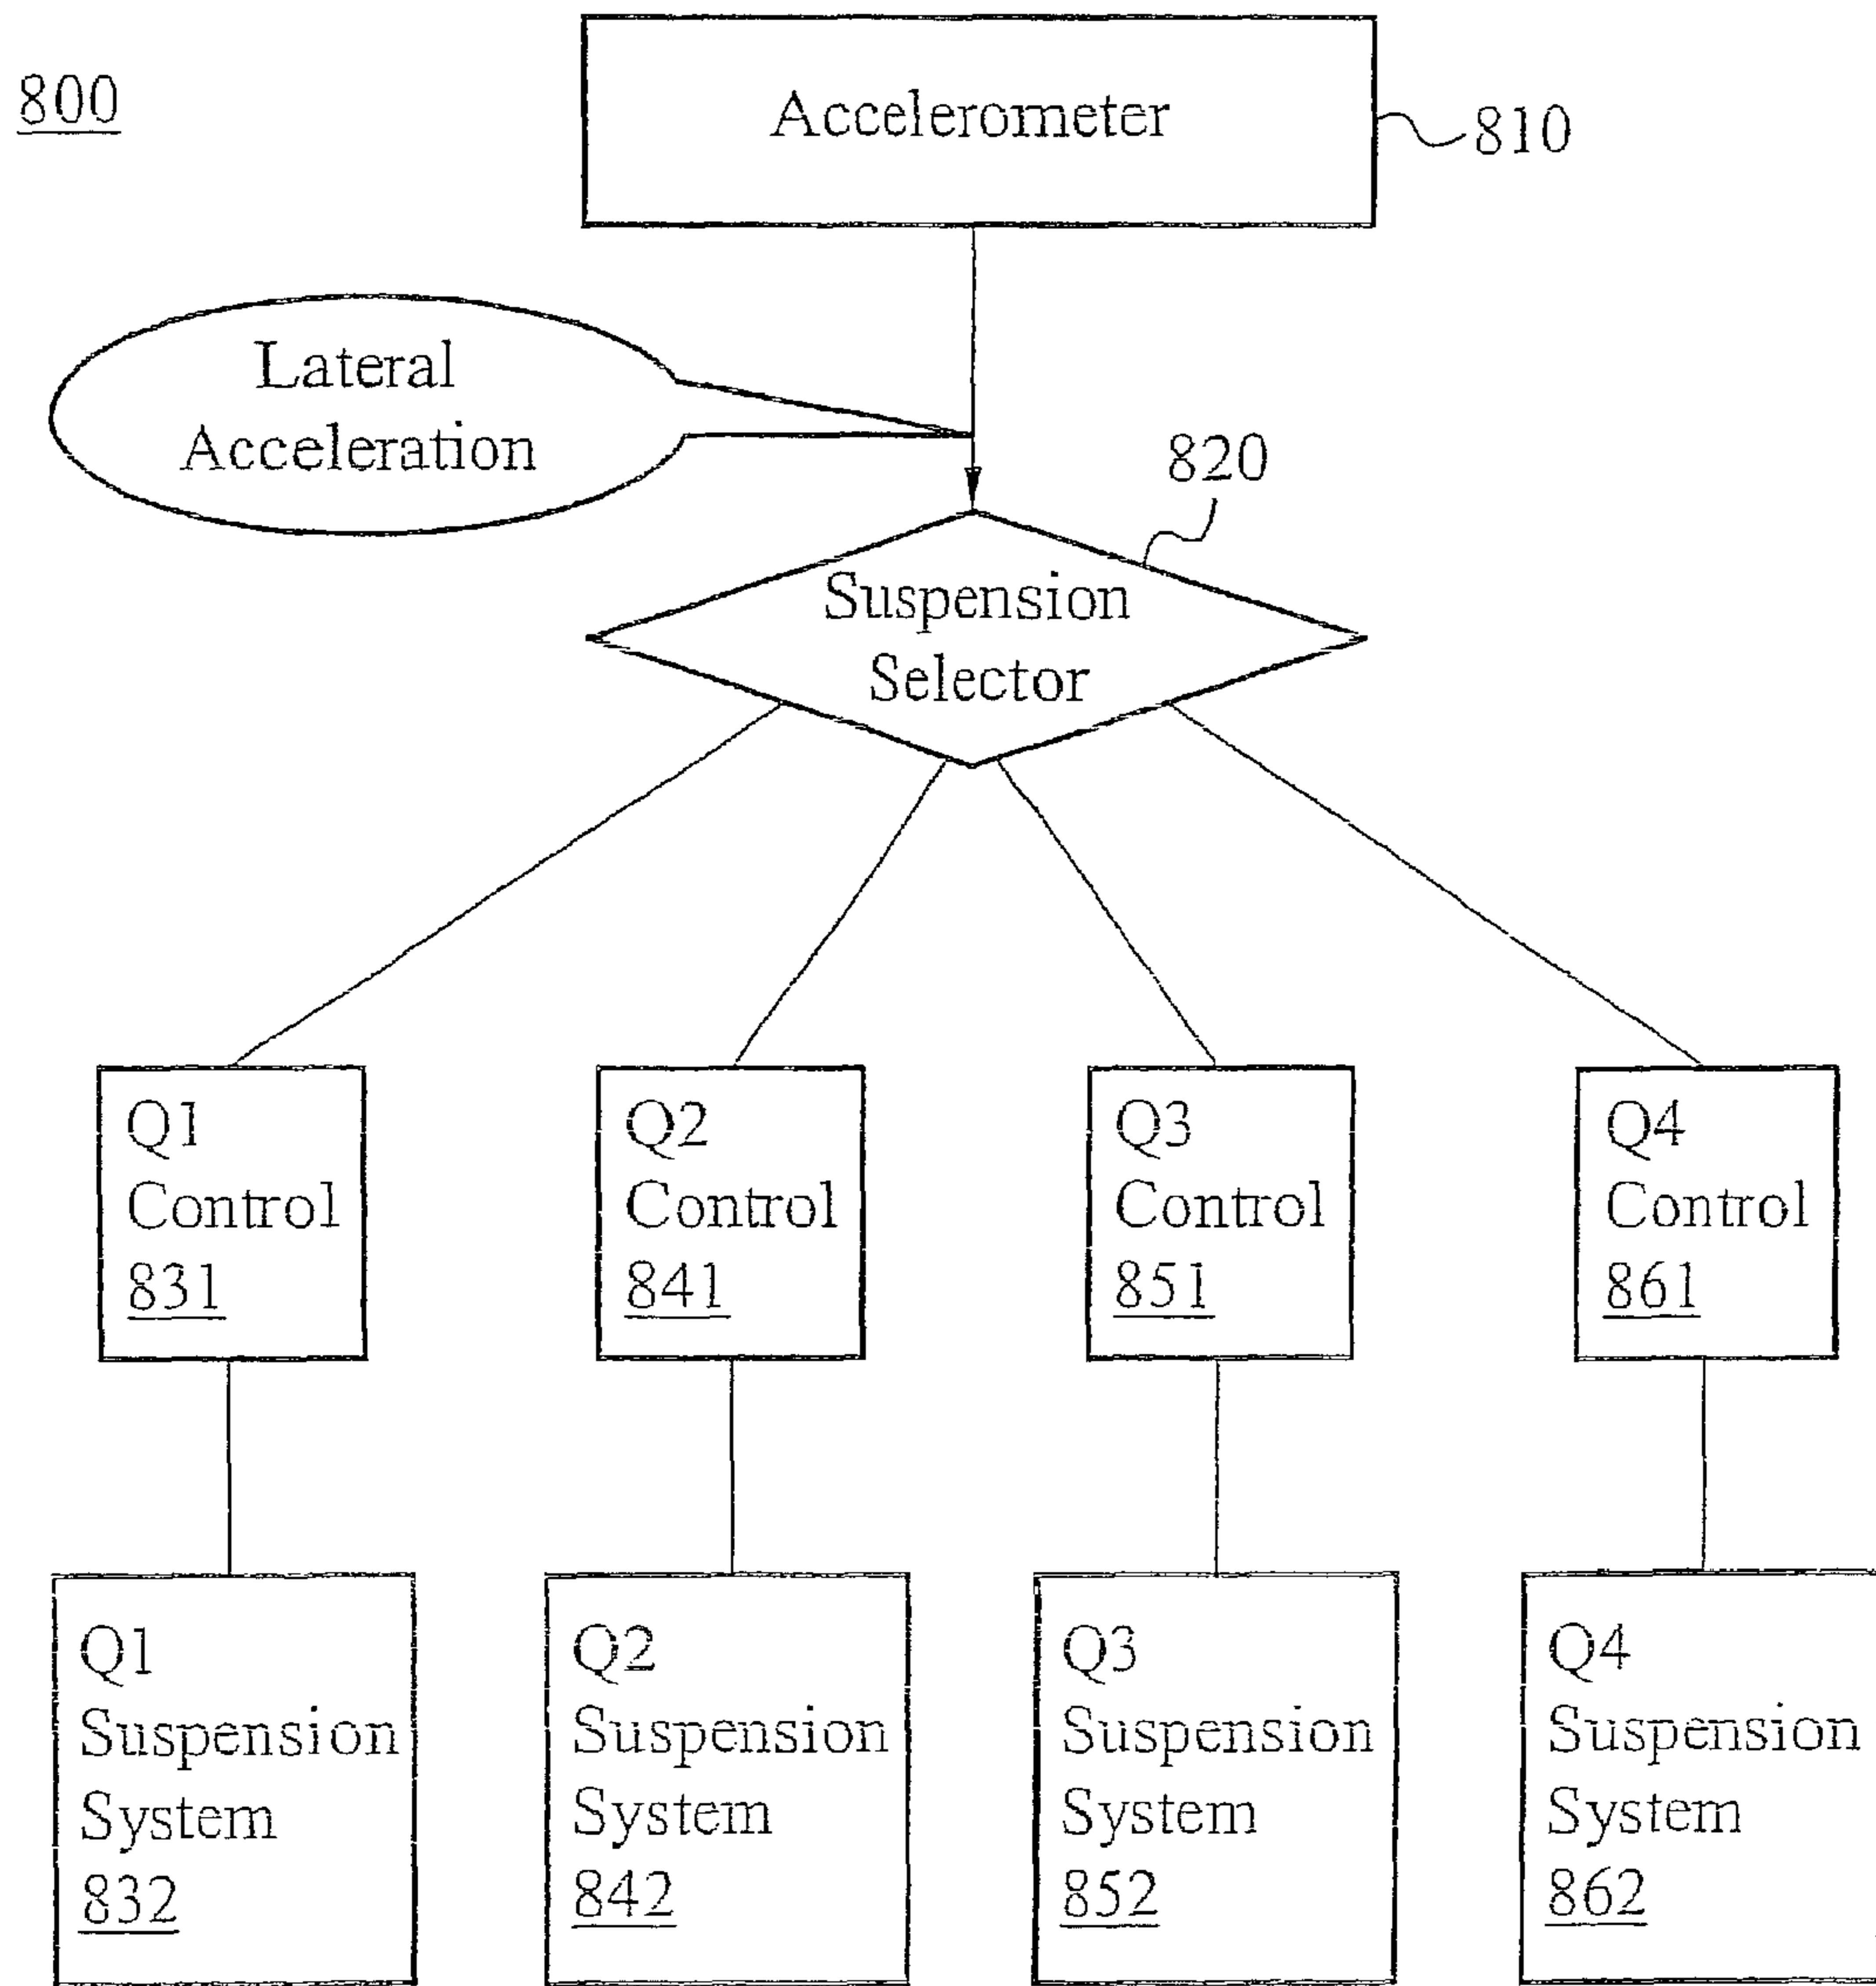 800
Accelerometer
810
Lateral
Acceleration
820
Suspension
Selector
Q1
Control
831
Q2
Control
841
Q3
Control
851
Q4
Control
861
Q1
Suspension
System
832
Q2
Suspension
System
842
Q3
Suspension
System
852
Q4
Suspension
System
862